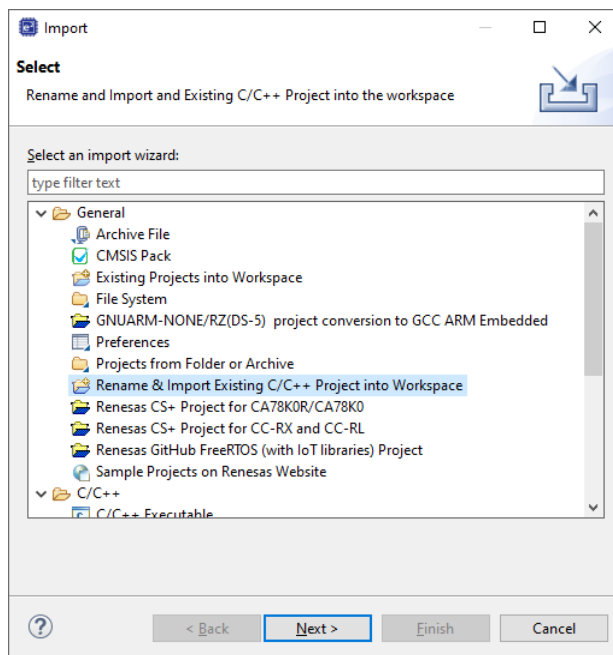 Import
Select
Rename and Import and Existing C/C++ Project into the workspace
Select an import wizard:
type filter text
General
Archive File
CMSIS Pack
Existing Projects into Workspace
File System
GNUARM-NONE/RZ(DS-5)  project conversion to GCC ARM Embedded
Preferences
Projects from Folder or Archive
Rename & Import Existing C/C++ Project into Workspace
Renesas CS+ Project for CA78K0R/CA78K0
Renesas CS+ Project for CC-RX and CC-RL
Renesas GitHub FreeRTOS (with IoT libraries) Project
Sample Projects on Renesas Website
C/C++
C/C++ Executable
? < Back Next > Finish Cancel